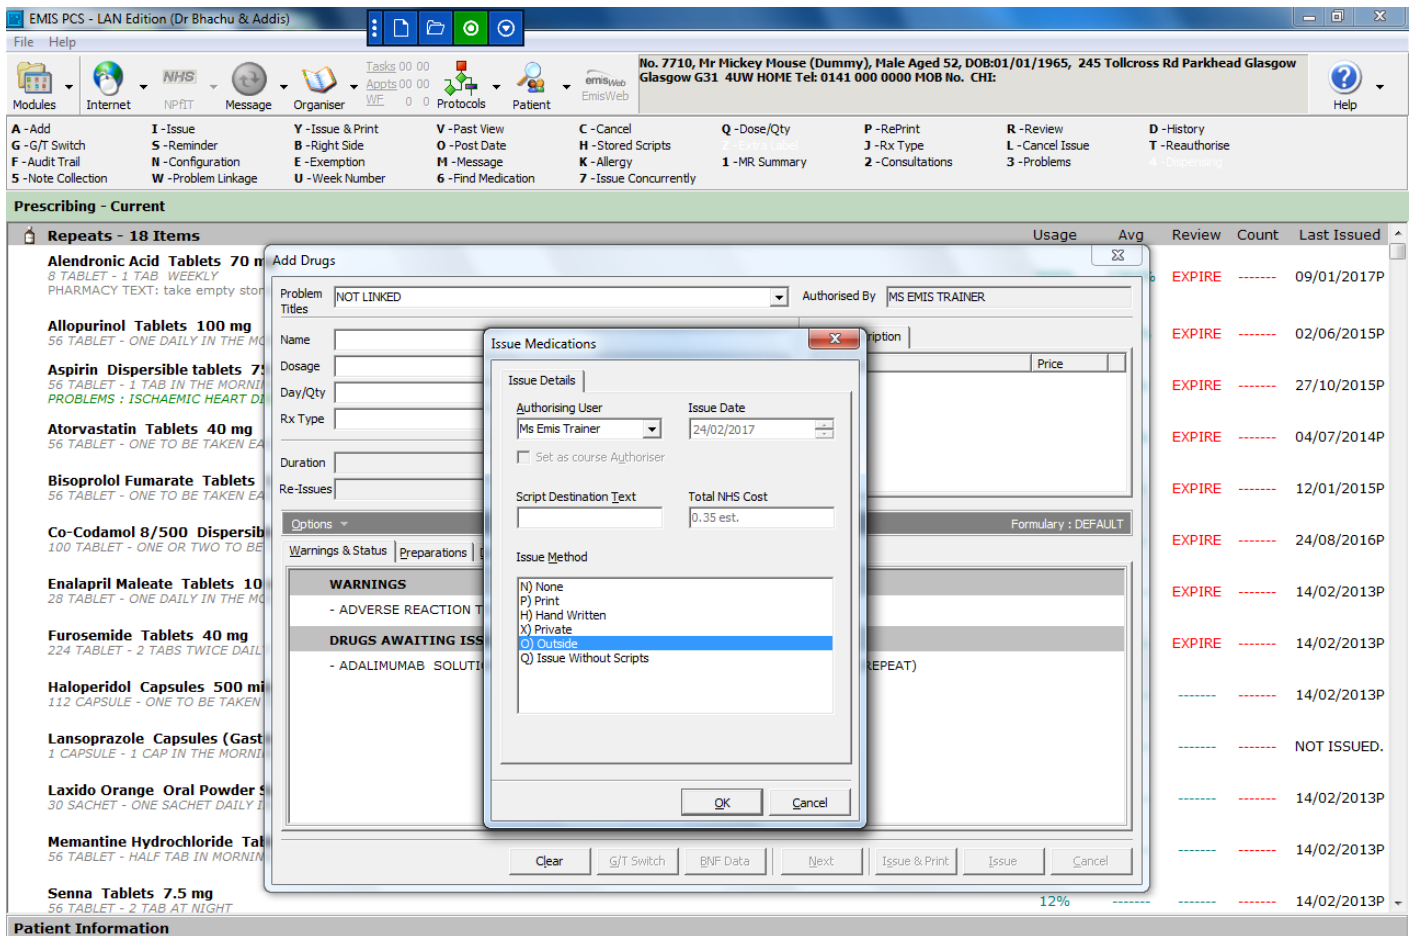 EMIS PCS - LAN Edition (Dr Bhachu & Addis)
File Help
Modules Internet NPfIT Message Organiser Protocols Patient EmisWeb Help
NHS
Tasks 00 00
Appts 00 00
WF 0 0
emisWeb
No. 7710, Mr Mickey Mouse (Dummy), Male Aged 52, DOB:01/01/1965, 245 Tollcross Rd Parkhead Glasgow
Glasgow G31 4UW HOME Tel: 0141 000 0000 MOB No. CHI:
A -Add I -Issue Y -Issue & Print V -Past View C -Cancel Q -Dose/Qty P -RePrint R -Review D -History
G -G/T Switch S -Reminder B -Right Side O -Post Date H -Stored Scripts Z -Extra Label J -Rx Type L -Cancel Issue T -Reauthorise
F -Audit Trail N -Configuration E -Exemption M -Message K -Allergy 1 -MR Summary 2 -Consultations 3 -Problems 4 -Dispensing
5 -Note Collection W -Problem Linkage U -Week Number 6 -Find Medication 7 -Issue Concurrently
Prescribing - Current
Repeats - 18 Items Usage Avg Review Count Last Issued
Alendronic Acid Tablets 70
8 TABLET - 1 TAB WEEKLY EXPIRE ------- 09/01/2017P
PHARMACY TEXT: take empty
Allopurinol Tablets 100 mg EXPIRE ------- 02/06/2015P
56 TABLET - ONE DAILY IN THE
Aspirin Dispersible tablets EXPIRE ------- 27/10/2015P
56 TABLET - 1 TAB IN THE
PROBLEMS : ISCHAEMIC HEART
Atorvastatin Tablets 40 mg EXPIRE ------- 04/07/2014P
56 TABLET - ONE TO BE TAKEN
Bisoprolol Fumarate Tablets EXPIRE ------- 12/01/2015P
56 TABLET - ONE TO BE TAKEN
Co-Codamol 8/500 EXPIRE ------- 24/08/2016P
100 TABLET - ONE OR TWO TO BE
Enalapril Maleate Tablets 10 EXPIRE ------- 14/02/2013P
28 TABLET - ONE DAILY IN THE
Furosemide Tablets 40 mg EXPIRE ------- 14/02/2013P
224 TABLET - 2 TABS TWICE
Haloperidol Capsules 500 ------- ------- 14/02/2013P
112 CAPSULE - ONE TO BE TAKEN
Lansoprazole Capsules (Gast ------- ------- NOT ISSUED.
1 CAPSULE - 1 CAP IN THE
Laxido Orange Oral Powder ------- ------- 14/02/2013P
30 SACHET - ONE SACHET DAILY
Memantine Hydrochloride ------- ------- 14/02/2013P
56 TABLET - HALF TAB IN
Senna Tablets 7.5 mg 12% ------- ------- ------- 14/02/2013P
56 TABLET - 2 TAB AT NIGHT
Patient Information
Add Drugs
Problem Titles NOT LINKED Authorised By MS EMIS TRAINER
Name
Dosage Price
Day/Qty
Rx Type
Duration
Re-Issues
Options Formulary : DEFAULT
Warnings & Status Preparations
WARNINGS
- ADVERSE REACTION
DRUGS AWAITING ISS
- ADALIMUMAB REPEAT)
Clear G/T Switch BNF Data Next Issue & Print Issue Cancel
Issue Medications
Issue Details
Authorising User Issue Date
Ms Emis Trainer 24/02/2017
Set as course Authoriser
Script Destination Text Total NHS Cost
0.35 est.
Issue Method
N) None
P) Print
H) Hand Written
X) Private
O) Outside
Q) Issue Without Scripts
OK Cancel